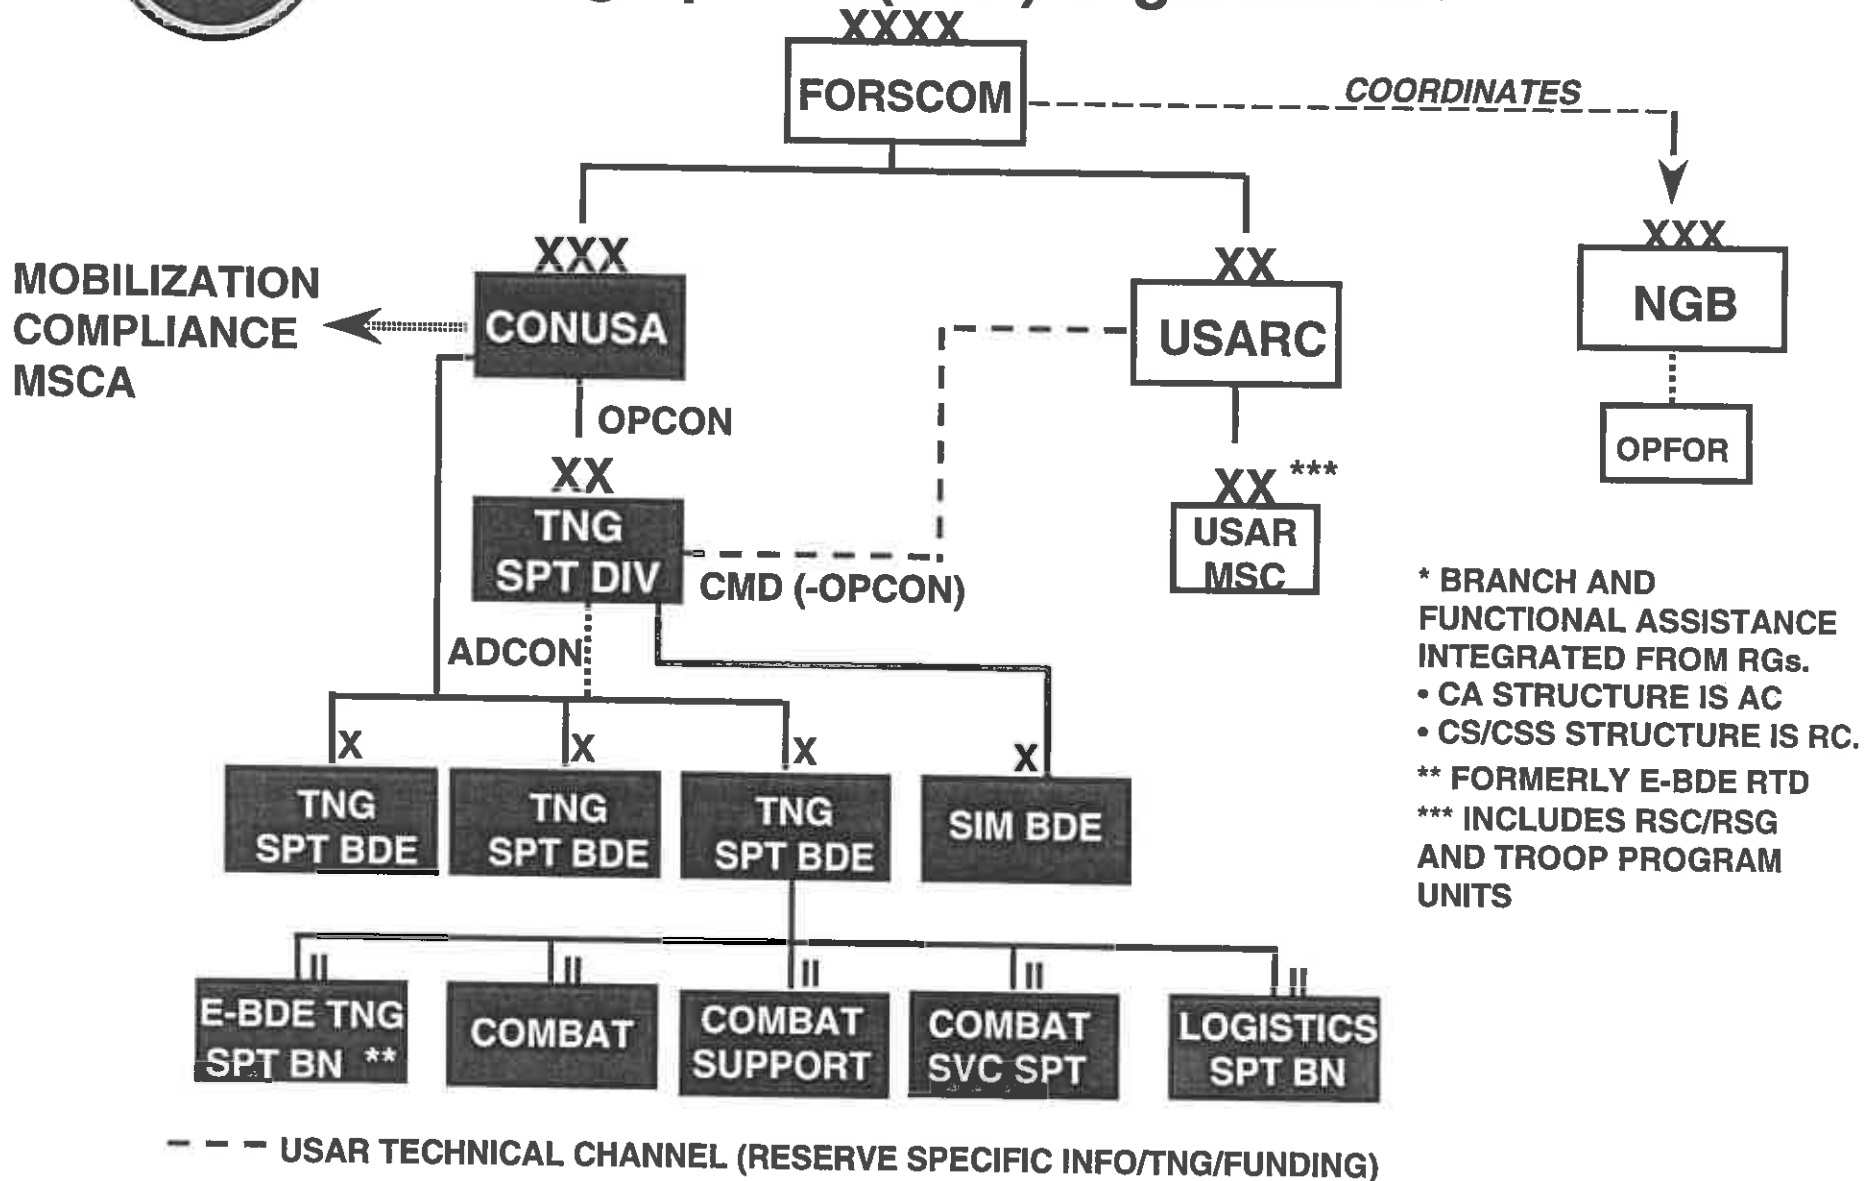 XXXX
FORSCOM
COORDINATES
XXX
XX
XXX
MOBILIZATION
COMPLIANCE
MSCA
CONUSA
USARC
NGB
OPCON
OPFOR
XX
XX ***
TNG
SPT DIV
USAR
MSC
CMD (-OPCON)
ADCON
* BRANCH AND
FUNCTIONAL ASSISTANCE
INTEGRATED FROM RGs.
• CA STRUCTURE IS AC
• CS/CSS STRUCTURE IS RC.
** FORMERLY E-BDE RTD
*** INCLUDES RSC/RSG
AND TROOP PROGRAM
UNITS
X
X
X
X
TNG
SPT BDE
TNG
SPT BDE
TNG
SPT BDE
SIM BDE
II
II
II
II
II
E-BDE TNG
SPT BN **
COMBAT
COMBAT
SUPPORT
COMBAT
SVC SPT
LOGISTICS
SPT BN
- - - USAR TECHNICAL CHANNEL (RESERVE SPECIFIC INFO/TNG/FUNDING)